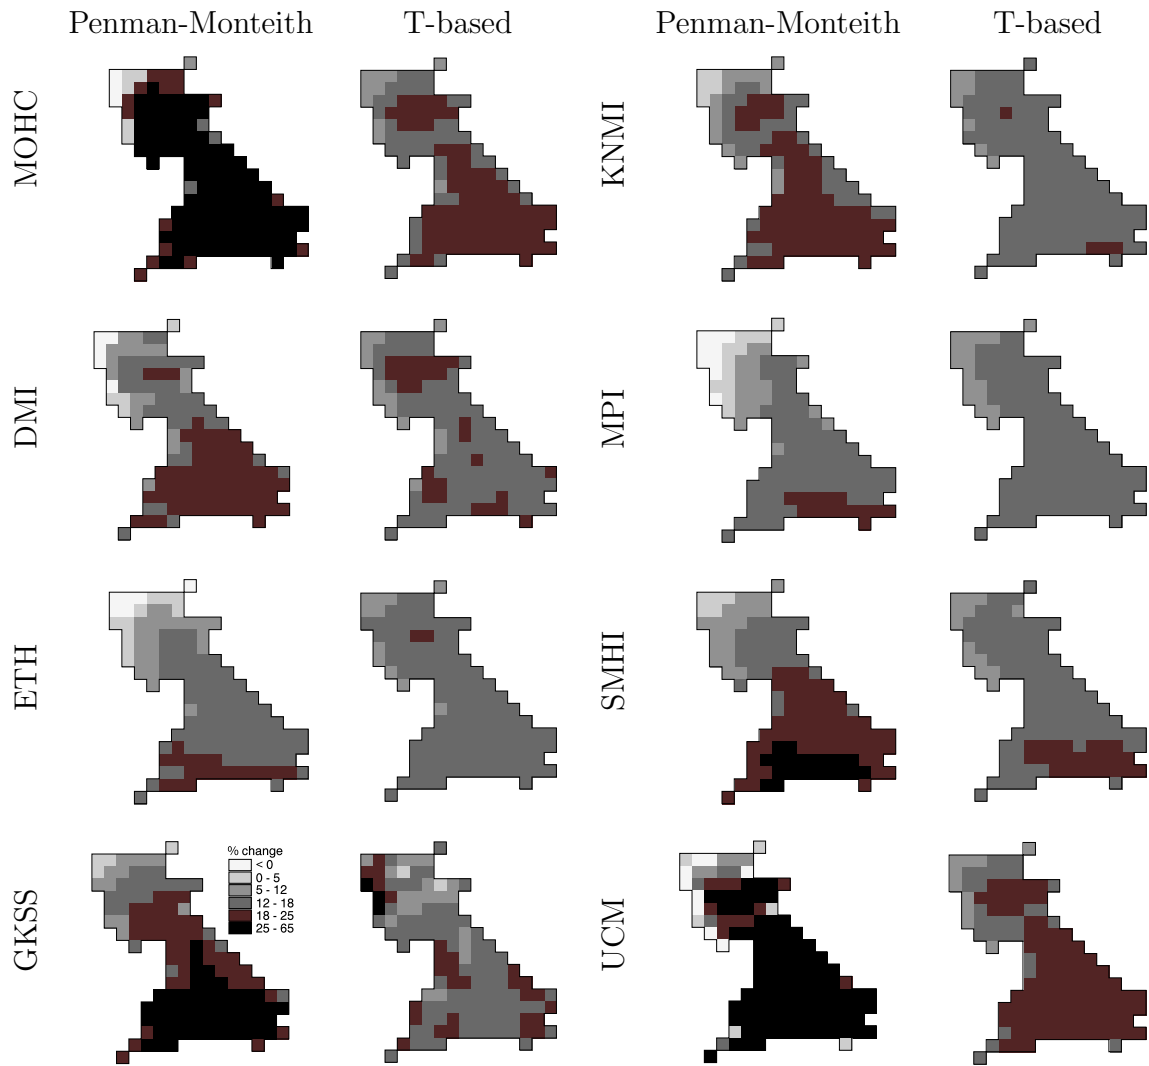 Penman-Monteith T-based Penman-Monteith T-based
MOHC KNMI
DMI MPI
ETH SMHI
GKSS UCM
% change
< 0
0 - 5
5 - 12
12 - 18
18 - 25
25 - 65